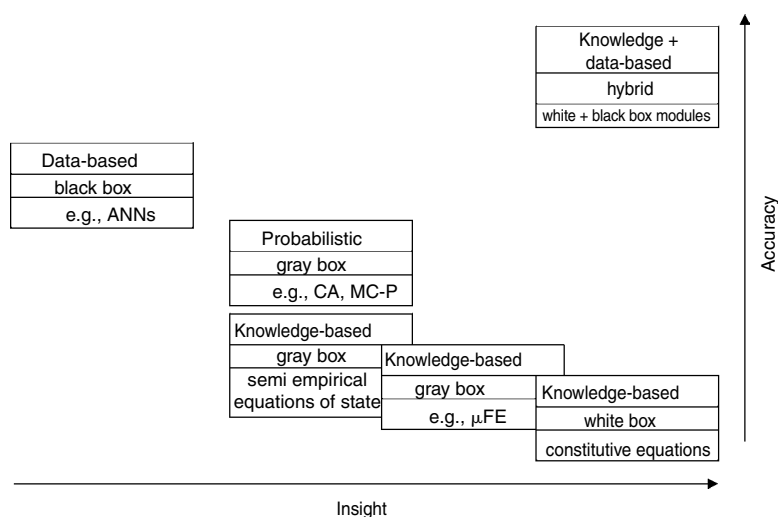 Knowledge +
data-based
hybrid
white + black box modules
Data-based
black box
e.g., ANNs
Probabilistic
gray box
e.g., CA, MC-P
Knowledge-based
gray box
semi empirical
equations of state
Knowledge-based
gray box
e.g., μFE
Knowledge-based
white box
constitutive equations
Accuracy
Insight